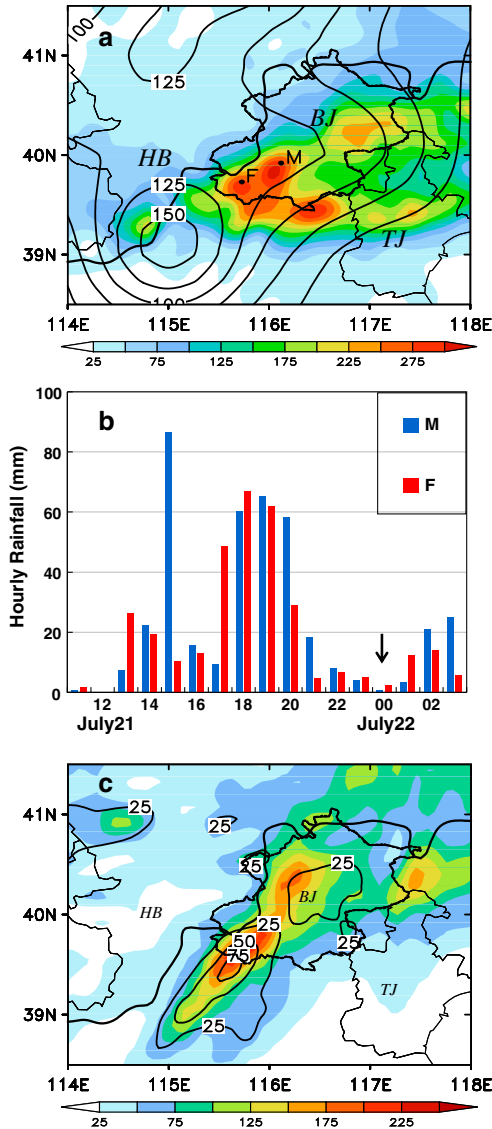 a
100
41N
125
BJ
HB
40N
M
F
125
150
TJ
39N
100
114E 115E 116E 117E 118E
25 75 125 175 225 275
b
100
M
80
F
Hourly Rainfall (mm)
60
40
20
0
12 14 16 18 20 22 00 02
July21 July22
c
41N
25
25
25
25
BJ
HB
40N
25
50
25
75
TJ
39N
25
114E 115E 116E 117E 118E
25 75 125 175 225